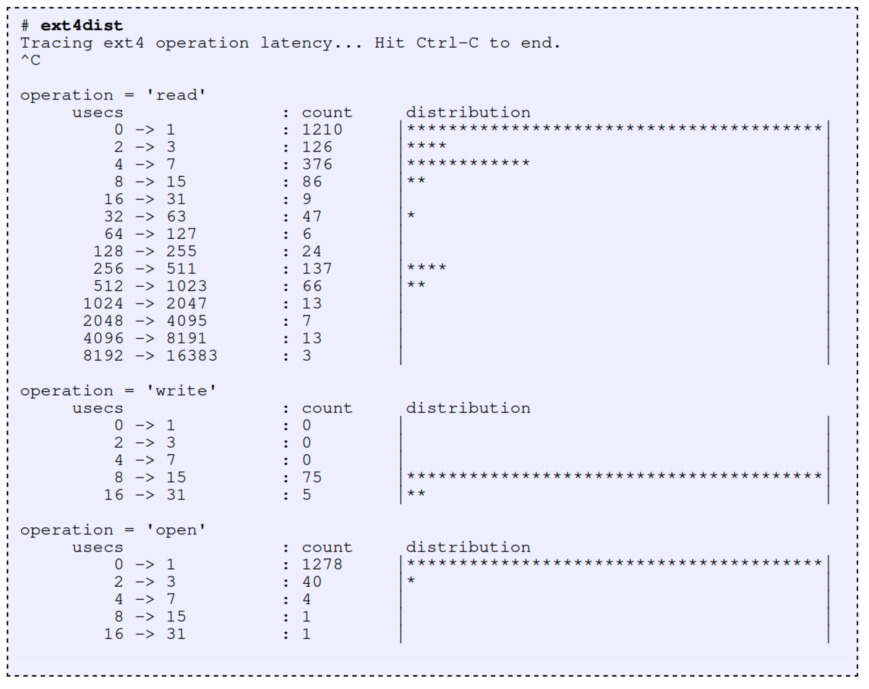 # ext4dist
Tracing ext4 operation latency... Hit Ctrl-C to end.
^C
operation = 'read'
usecs : count distribution
0 -> 1 : 1210 |****************************************|
2 -> 3 : 126 |**** |
4 -> 7 : 376 |************ |
8 -> 15 : 86 |** |
16 -> 31 : 9 | |
32 -> 63 : 47 |* |
64 -> 127 : 6 | |
128 -> 255 : 24 | |
256 -> 511 : 137 |**** |
512 -> 1023 : 66 |** |
1024 -> 2047 : 13 | |
2048 -> 4095 : 7 | |
4096 -> 8191 : 13 | |
8192 -> 16383 : 3 | |
operation = 'write'
usecs : count distribution
0 -> 1 : 0 | |
2 -> 3 : 0 | |
4 -> 7 : 0 | |
8 -> 15 : 75 |****************************************|
16 -> 31 : 5 |** |
operation = 'open'
usecs : count distribution
0 -> 1 : 1278 |****************************************|
2 -> 3 : 40 |* |
4 -> 7 : 4 | |
8 -> 15 : 1 | |
16 -> 31 : 1 | |